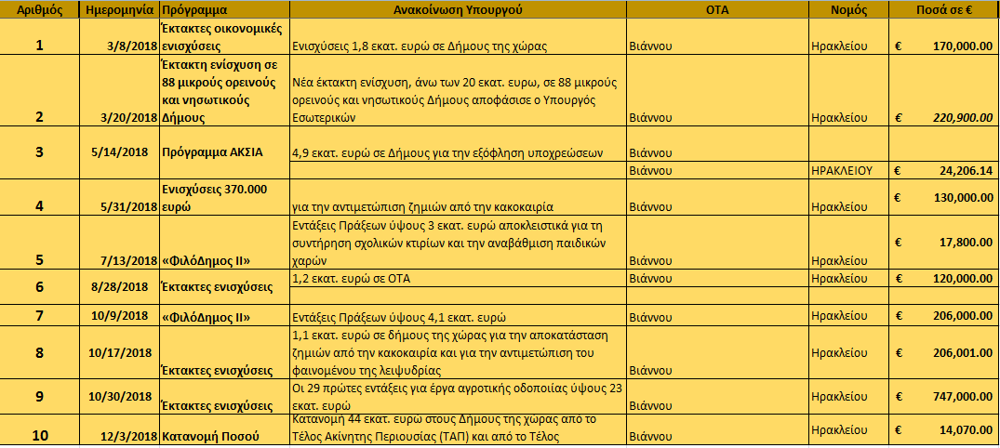 Αριθμός Ημερομηνία Πρόγραμμα Ανακοίνωση Υπουργού ΟΤΑ Νομός Ποσά σε €
Έκτακτες οικονομικές
1 3/8/2018 ενισχύσεις Ενισχύσεις 1,8 εκατ. ευρώ σε Δήμους της χώρας Βιάννου Ηρακλείου € 170,000.00
Έκτακτη ενίσχυση σε
88 μικρούς ορεινούς Νέα έκτακτη ενίσχυση, άνω των 20 εκατ. ευρω, σε 88 μικρούς
και νησωτικούς ορεινούς και νησωτικούς Δήμους αποφάσισε ο Υπουργός
2 3/20/2018 Δήμους Εσωτερικών Βιάννου Ηρακλείου € 220,900.00
3 5/14/2018 Πρόγραμμα ΑΚΣΙΑ 4,9 εκατ. ευρώ σε Δήμους για την εξόφληση υποχρεώσεων Βιάννου
Βιάννου ΗΡΑΚΛΕΙΟΥ € 24,206.14
Ενισχύσεις 370.000
4 5/31/2018 ευρώ για την αντιμετώπιση ζημιών από την κακοκαιρία Βιάννου Ηρακλείου € 130,000.00
Εντάξεις Πράξεων ύψους 3 εκατ. ευρώ αποκλειστικά για τη
συντήρηση σχολικών κτιρίων και την αναβάθμιση παιδικών
5 7/13/2018 «ΦιλόΔημος ΙΙ» χαρών Βιάννου Ηρακλείου € 17,800.00
6 8/28/2018 Έκτακτες ενισχύσεις 1,2 εκατ. ευρώ σε ΟΤΑ Βιάννου Ηρακλείου € 120,000.00
7 10/9/2018 «ΦιλόΔημος ΙΙ» Εντάξεις Πράξεων ύψους 4,1 εκατ. ευρώ Βιάννου Ηρακλείου € 206,000.00
1,1 εκατ. ευρώ σε δήμους της χώρας για την αποκατάσταση
8 10/17/2018 ζημιών από την κακοκαιρία και για την αντιμετώπιση του Ηρακλείου € 206,001.00
Έκτακτες ενισχύσεις φαινομένου της λειψυδρίας Βιάννου
9 10/30/2018 Οι 29 πρώτες εντάξεις για έργα αγροτικής οδοποιίας ύψους 23 Ηρακλείου € 747,000.00
Έκτακτες ενισχύσεις εκατ. ευρώ Βιάννου
Κατανομή 44 εκατ. ευρώ στους Δήμους της χώρας από το
10 12/3/2018 Κατανομή Ποσού Τέλος Ακίνητης Περιουσίας (ΤΑΠ) και από το Τέλος Βιάννου Ηρακλείου € 14,070.00